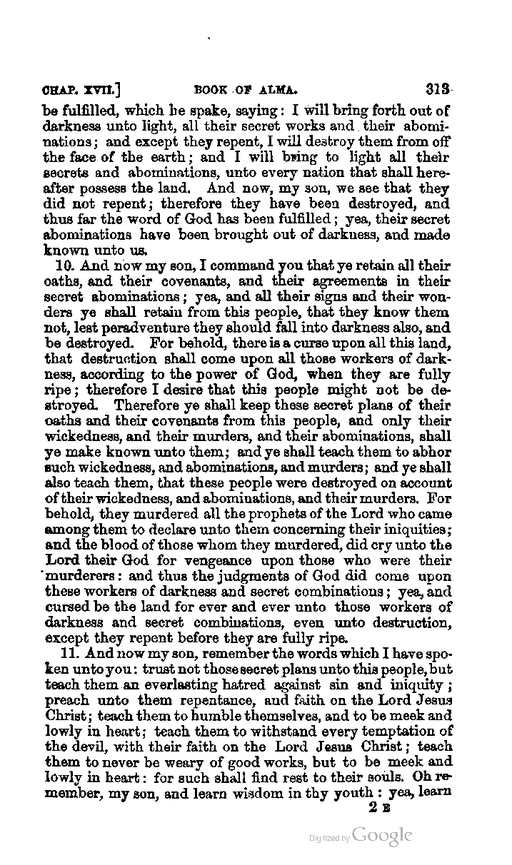 CHAP. XVII.] BOOK OF ALMA. 313
be fulfilled, which he spake, saying: I will bring forth out of
darkness unto light, all their secret works and their abomi-
nations; and except they repent, I will destroy them from off
the face of the earth; and I will bring to light all their
secrets and abominations, unto every nation that shall here-
after possess the land. And now, my son, we see that they
did not repent; therefore they have been destroyed, and
thus far the word of God has been fulfilled; yea, their secret
abominations have been brought out of darkness, and made
known unto us.
10. And now my son, I command you that ye retain all their
oaths, and their covenants, and their agreements in their
secret abominations; yea, and all their signs and their won-
ders ye shall retain from this people, that they know them
not, lest peradventure they should fall into darkness also, and
be destroyed. For behold, there is a curse upon all this land,
that destruction shall come upon all those workers of dark-
ness, according to the power of God, when they are fully
ripe; therefore I desire that this people might not be de-
stroyed. Therefore ye shall keep these secret plans of their
oaths and their covenants from this people, and only their
wickedness, and their murders, and their abominations, shall
ye make known unto them; and ye shall teach them to abhor
such wickedness, and abominations, and murders; and ye shall
also teach them, that these people were destroyed on account
of their wickedness, and abominations, and their murders. For
behold, they murdered all the prophets of the Lord who came
among them to declare unto them concerning their iniquities;
and the blood of those whom they murdered, did cry unto the
Lord their God for vengeance upon those who were their
murderers: and thus the judgments of God did come upon
these workers of darkness and secret combinations; yea, and
cursed be the land for ever and ever unto those workers of
darkness and secret combinations, even unto destruction,
except they repent before they are fully ripe.
11. And now my son, remember the words which I have spo-
ken unto you: trust not those secret plans unto this people, but
teach them an everlasting hatred against sin and iniquity;
preach unto them repentance, and faith on the Lord Jesus
Christ; teach them to humble themselves, and to be meek and
lowly in heart; teach them to withstand every temptation of
the devil, with their faith on the Lord Jesus Christ; teach
them to never be weary of good works, but to be meek and
lowly in heart: for such shall find rest to their souls. Oh re-
member, my son, and learn wisdom in thy youth: yea, learn
2 E
Digitized by Google